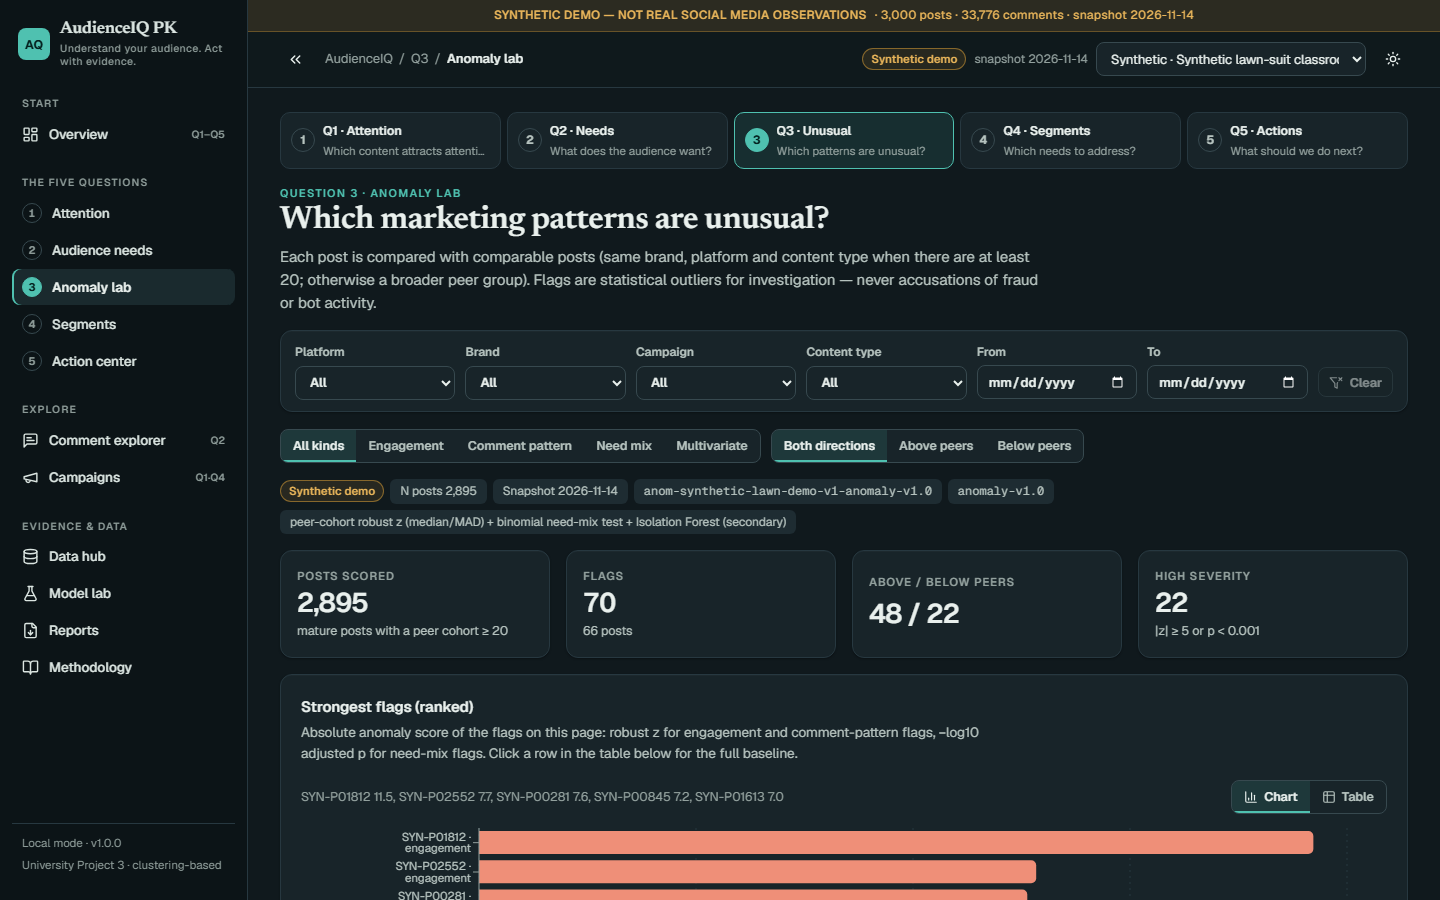 SYNTHETIC DEMO — NOT REAL SOCIAL MEDIA OBSERVATIONS · 3,000 posts · 33,776 comments · snapshot 2026-11-14
AQ
AudienceIQ PK
Understand your audience. Act
with evidence.
START
Overview Q1–Q5
THE FIVE QUESTIONS
1 Attention
2 Audience needs
3 Anomaly lab
4 Segments
5 Action center
EXPLORE
Comment explorer Q2
Campaigns Q1-Q4
EVIDENCE & DATA
Data hub
Model lab
Reports
Methodology
Local mode · v1.0.0
University Project 3 · clustering-based
AudienceIQ / Q3 / Anomaly lab
Synthetic demo snapshot 2026-11-14 Synthetic · Synthetic lawn-suit classroo
1 Q1 · Attention
Which content attracts attenti...
2 Q2 · Needs
What does the audience want?
3 Q3 · Unusual
Which patterns are unusual?
4 Q4 · Segments
Which needs to address?
5 Q5 · Actions
What should we do next?
QUESTION 3 · ANOMALY LAB
Which marketing patterns are unusual?
Each post is compared with comparable posts (same brand, platform and content type when there are at least
20; otherwise a broader peer group). Flags are statistical outliers for investigation — never accusations of fraud
or bot activity.
Platform Brand Campaign Content type From To
All All All All mm/dd/yyyy mm/dd/yyyy Clear
All kinds Engagement Comment pattern Need mix Multivariate Both directions Above peers Below peers
Synthetic demo N posts 2,895 Snapshot 2026-11-14 anom-synthetic-lawn-demo-v1-anomaly-v1.0 anomaly-v1.0
peer-cohort robust z (median/MAD) + binomial need-mix test + Isolation Forest (secondary)
POSTS SCORED
2,895
mature posts with a peer cohort ≥ 20
FLAGS
70
66 posts
ABOVE / BELOW PEERS
48 / 22
HIGH SEVERITY
22
|z| ≥ 5 or p < 0.001
Strongest flags (ranked)
Absolute anomaly score of the flags on this page: robust z for engagement and comment-pattern flags, −log10
adjusted p for need-mix flags. Click a row in the table below for the full baseline.
SYN-P01812 11.5, SYN-P02552 7.7, SYN-P00281 7.6, SYN-P00845 7.2, SYN-P01613 7.0
Chart Table
SYN-P01812 ·
engagement
SYN-P02552 ·
engagement
SYN-P00281 ·